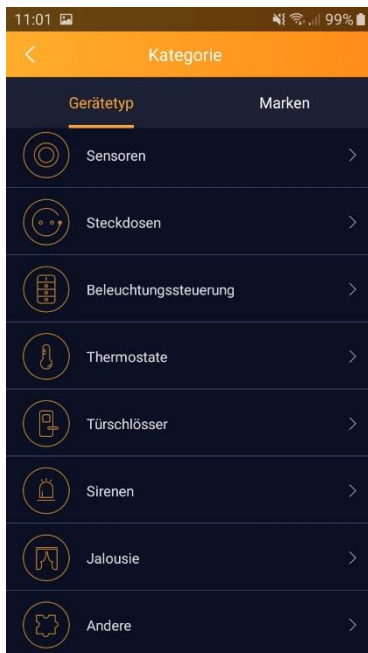 11:01 99%
Kategorie
Gerätetyp Marken
Sensoren
Steckdosen
Beleuchtungssteuerung
Thermostate
Türschlösser
Sirenen
Jalousie
Andere